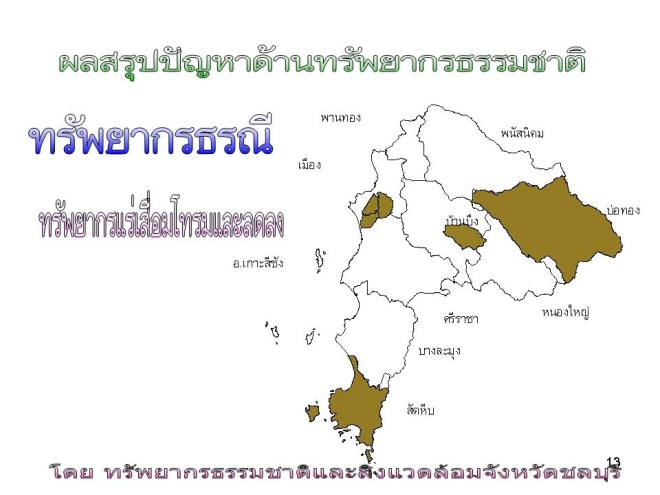 ผลสรุปปัญหาด้านทรัพยากรธรรมชาติ
ทรัพยากรธรณี
ทรัพยากรแร่เสื่อมโทรมและลดลง
พานทอง
พนัสนิคม
เมือง
บ่อทอง
บ้านบึง
อ.เกาะสีชัง
หนองใหญ่
ศรีราชา
บางละมุง
สัตหีบ
13
โดย ทรัพยากรธรรมชาติและสิ่งแวดล้อมจังหวัดชลบุรี